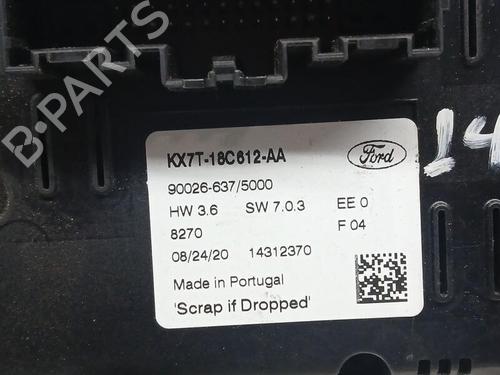 KX7T-18C612-AA
Ford
90026-637/5000
HW 3.6 SW 7.0.3 EE 0
8270 F 04
08/24/20 14312370
Made in Portugal
'Scrap if Dropped'
14
B-PARTS